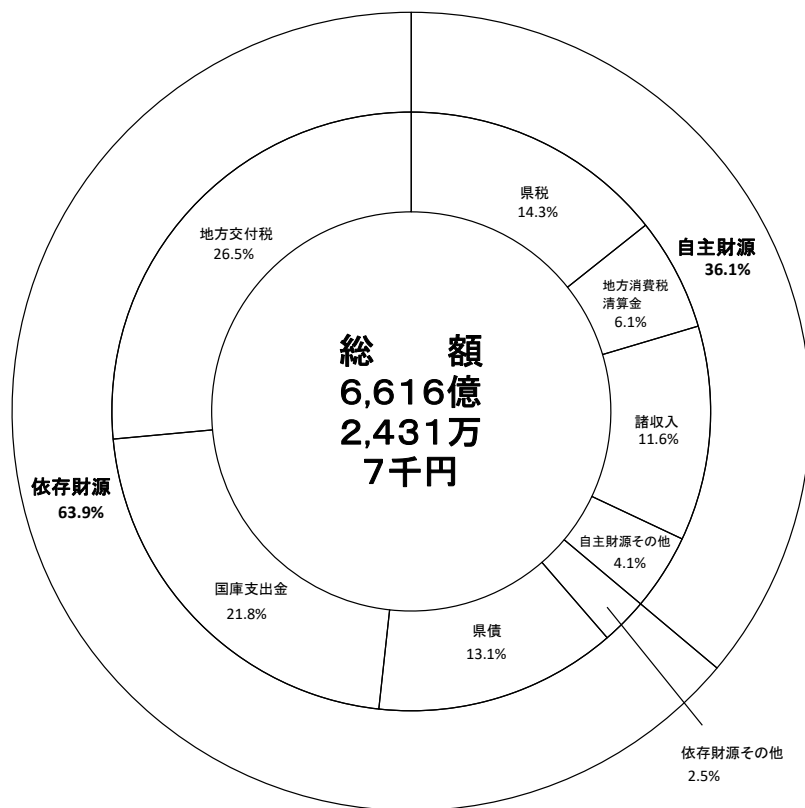 県税
14.3%
自主財源
36.1%
地方消費税
清算金
6.1%
諸収入
11.6%
自主財源その他
4.1%
依存財源その他
2.5%
県債
13.1%
国庫支出金
21.8%
依存財源
63.9%
地方交付税
26.5%
総　　額
６,６１６億
２,４３１万
７千円